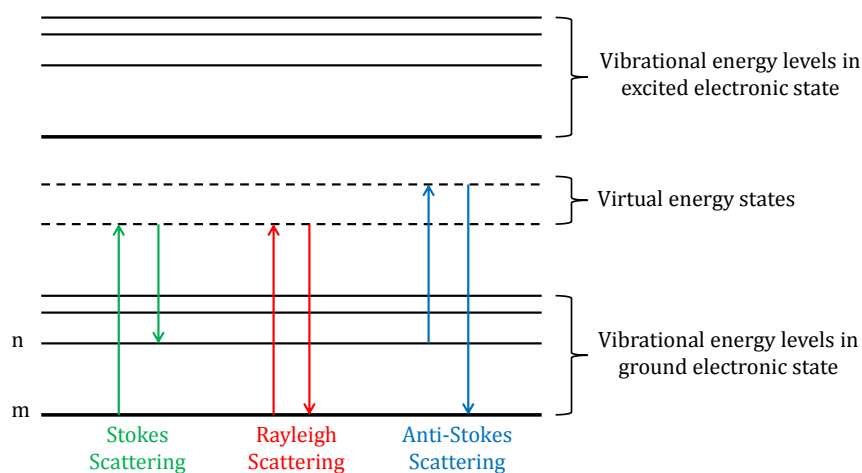 Vibrational energy levels in
excited electronic state
Virtual energy states
n
Vibrational energy levels in
ground electronic state
m
Stokes
Scattering
Rayleigh
Scattering
Anti-Stokes
Scattering